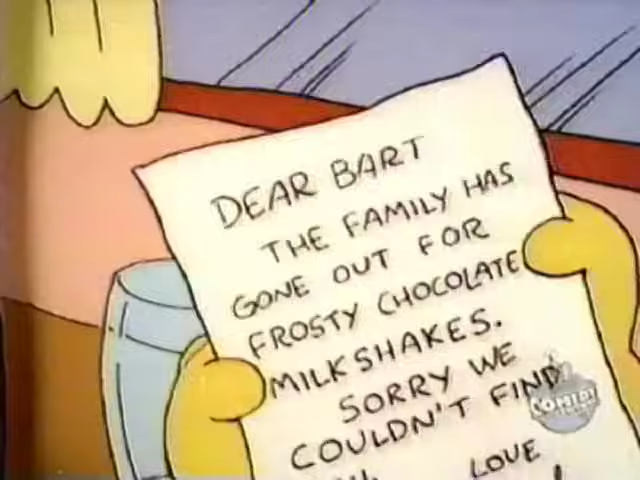 DEAR BART
THE FAMILY HAS
GONE OUT FOR
FROSTY CHOCOLATE
MILKSHAKES.
SORRY WE
COULDN'T FIND
LOVE